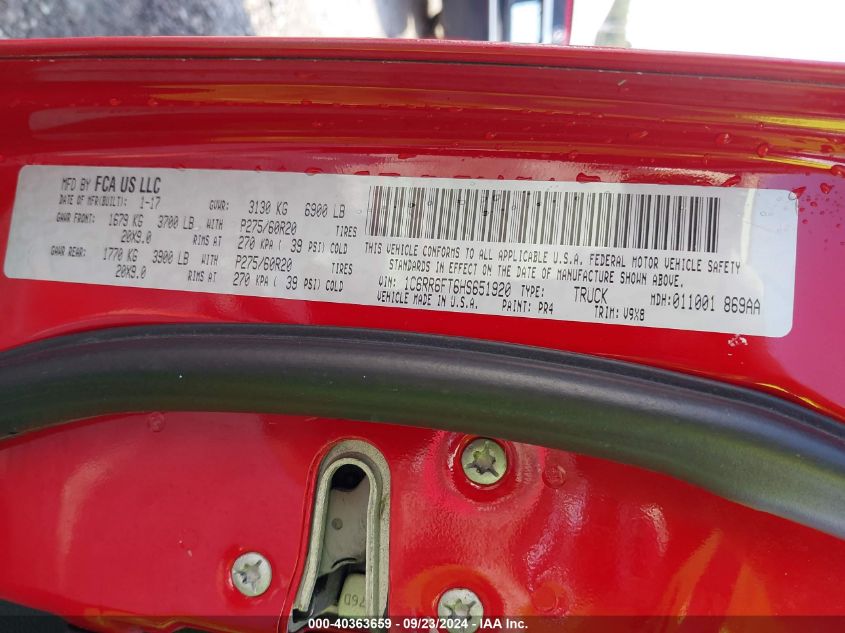 MFD BY FCA US LLC
DATE OF MFR(BUILT): 1-17 GVWR: 3130 KG 6900 LB
GAWR FRONT: 1679 KG 3700 LB WITH P275/60R20 TIRES
20X9.0 RIMS AT 270 KPA ( 39 PSI) COLD
GAWR REAR: 1770 KG 3900 LB WITH P275/60R20 TIRES
20X9.0 RIMS AT 270 KPA ( 39 PSI) COLD
THIS VEHICLE CONFORMS TO ALL APPLICABLE U.S.A. FEDERAL MOTOR VEHICLE SAFETY
STANDARDS IN EFFECT ON THE DATE OF MANUFACTURE SHOWN ABOVE.
VIN: 1C6RR6FT6HS651920 TYPE: TRUCK MDH:011001 869AA
VEHICLE MADE IN U.S.A. PAINT: PR4 TRIM: V9X8
76D
000-40363659 - 09/23/2024 - IAA, Inc.